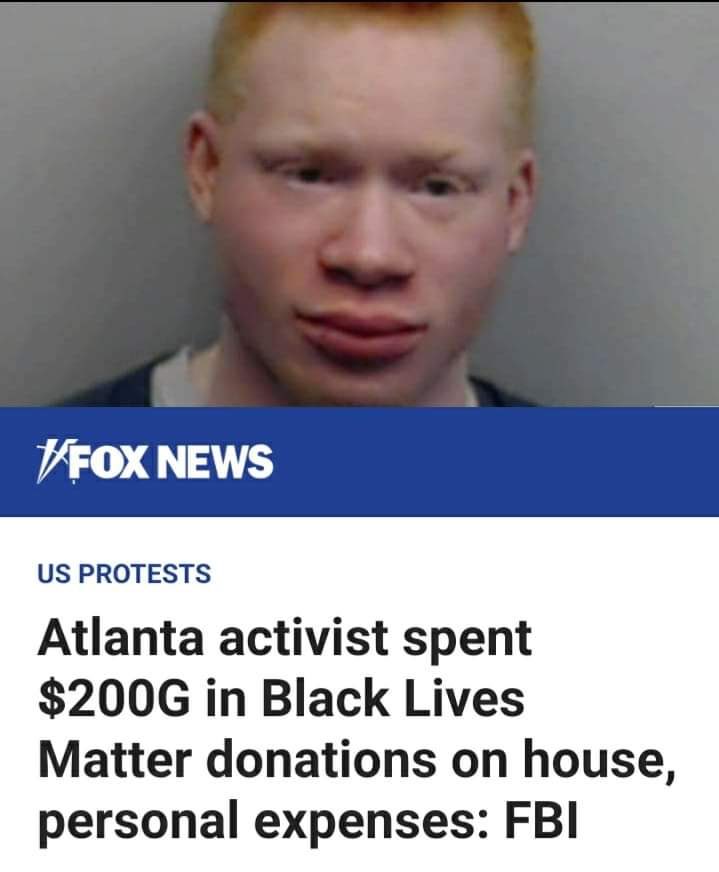 FOX NEWS
US PROTESTS
Atlanta activist spent
$200G in Black Lives
Matter donations on house,
personal expenses: FBI